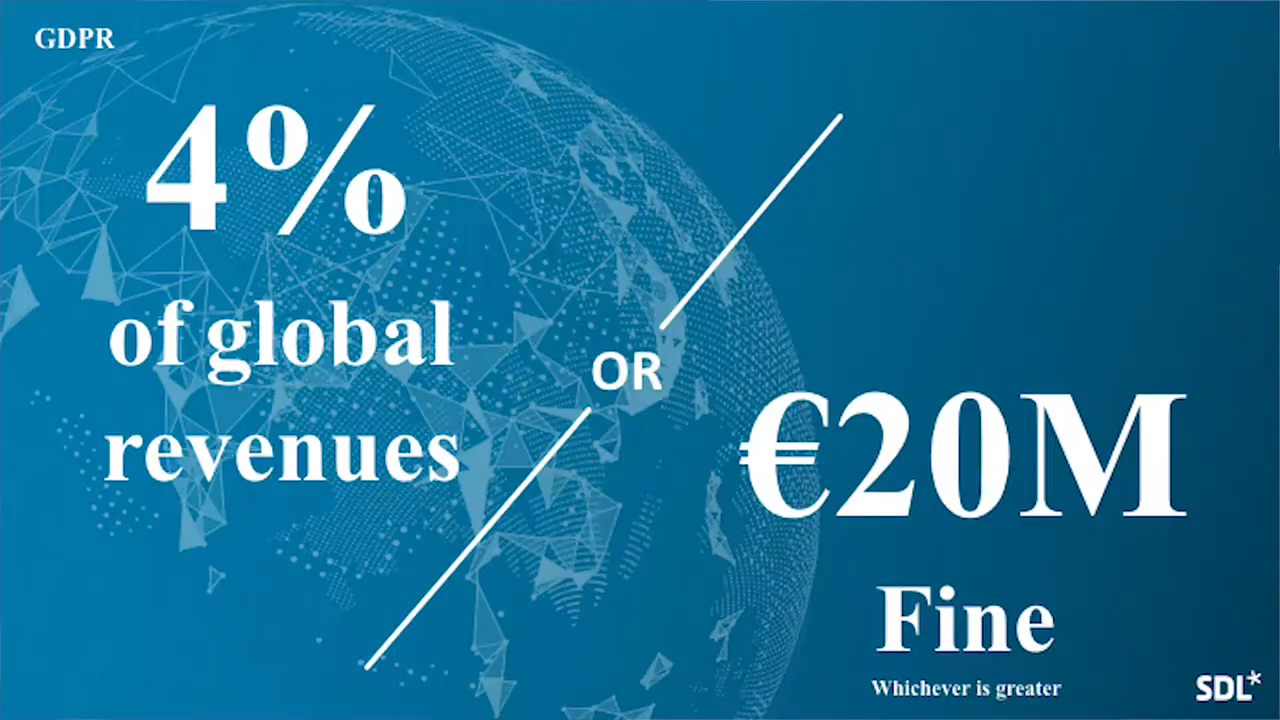 GDPR
4%
of global
revenues
OR
€20M
Fine
Whichever is greater
SDL*